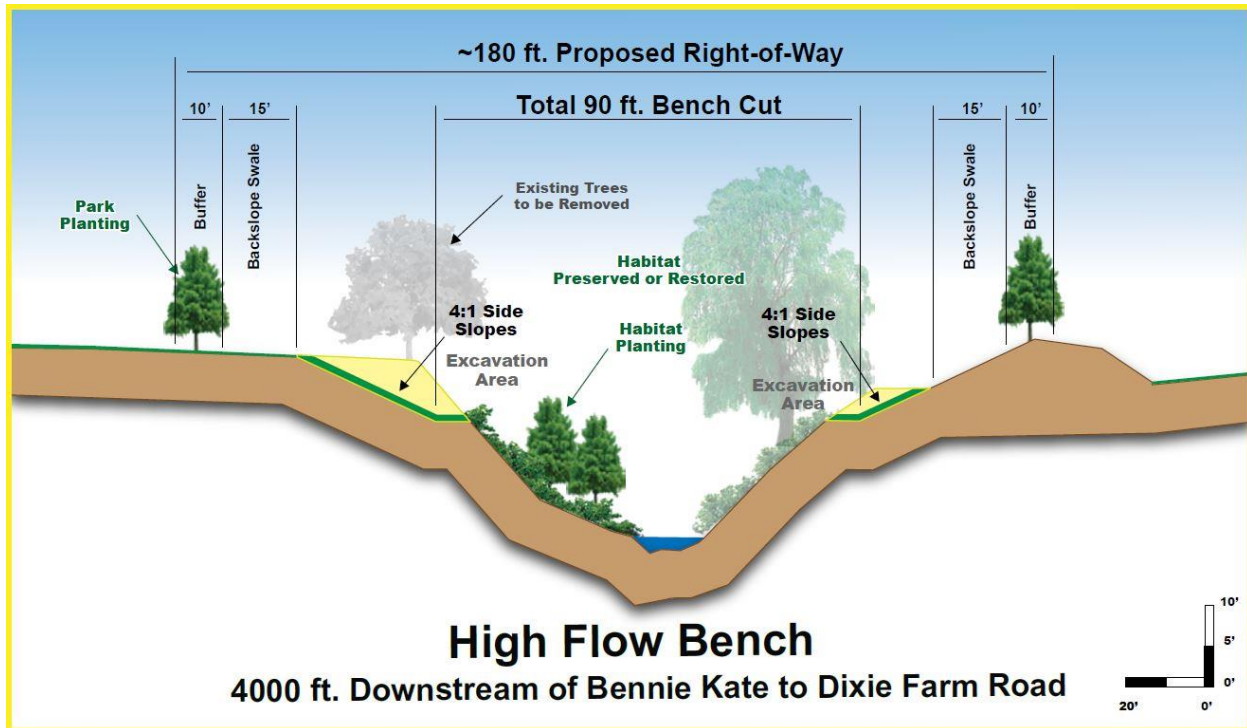 ~180 ft. Proposed Right-of-Way
10'
15'
Total 90 ft. Bench Cut
15'
10'
Buffer
Backslope Swale
Backslope Swale
Buffer
Park
Planting
Existing Trees
to be Removed
Habitat
Preserved or Restored
4:1 Side
Slopes
4:1 Side
Slopes
Habitat
Planting
Excavation
Area
Excavation
Area
High Flow Bench
4000 ft. Downstream of Bennie Kate to Dixie Farm Road
10'
5'
0'
20'
0'